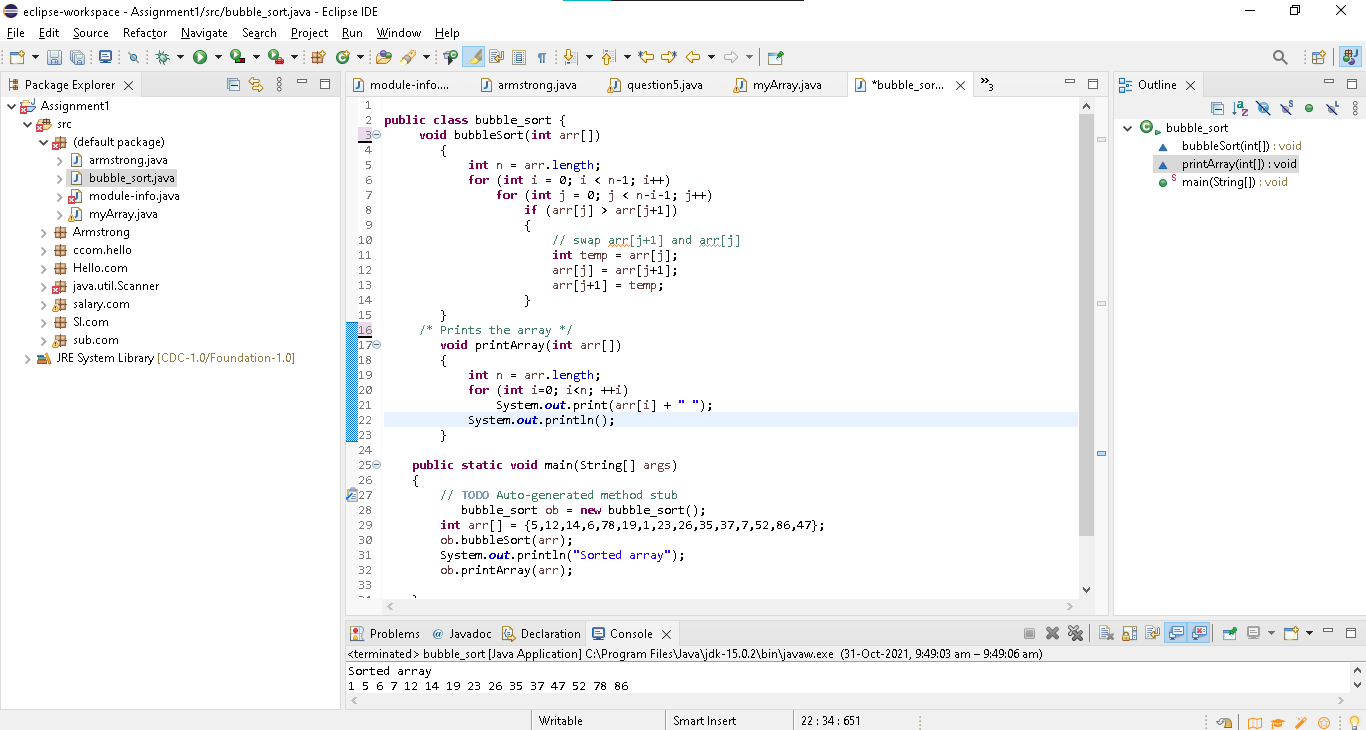 eclipse-workspace - Assignment1/src/bubble_sort.java - Eclipse IDE
File Edit Source Refactor Navigate Search Project Run Window Help
Package Explorer
Assignment1
src
(default package)
armstrong.java
bubble_sort.java
module-info.java
myArray.java
Armstrong
ccom.hello
Hello.com
java.util.Scanner
salary.com
SI.com
sub.com
JRE System Library [CDC-1.0/Foundation-1.0]
module-info.... armstrong.java question5.java myArray.java *bubble_sor... »3
1
2 public class bubble_sort {
3 void bubbleSort(int arr[])
4 {
5 int n = arr.length;
6 for (int i = 0; i < n-1; i++)
7 for (int j = 0; j < n-i-1; j++)
8 if (arr[j] > arr[j+1])
9 {
10 // swap arr[j+1] and arr[j]
11 int temp = arr[j];
12 arr[j] = arr[j+1];
13 arr[j+1] = temp;
14 }
15 }
16 /* Prints the array */
17 void printArray(int arr[])
18 {
19 int n = arr.length;
20 for (int i=0; i<n; ++i)
21 System.out.print(arr[i] + " ");
22 System.out.println();
23 }
24
25 public static void main(String[] args)
26 {
27 // TODO Auto-generated method stub
28 bubble_sort ob = new bubble_sort();
29 int arr[] = {5,12,14,6,78,19,1,23,26,35,37,7,52,86,47};
30 ob.bubbleSort(arr);
31 System.out.println("Sorted array");
32 ob.printArray(arr);
33
Outline
bubble_sort
bubbleSort(int[]) : void
printArray(int[]) : void
main(String[]) : void
Problems @ Javadoc Declaration Console
<terminated> bubble_sort [Java Application] C:\Program Files\Java\jdk-15.0.2\bin\javaw.exe (31-Oct-2021, 9:49:03 am – 9:49:06 am)
Sorted array
1 5 6 7 12 14 19 23 26 35 37 47 52 78 86
Writable Smart Insert 22 : 34 : 651